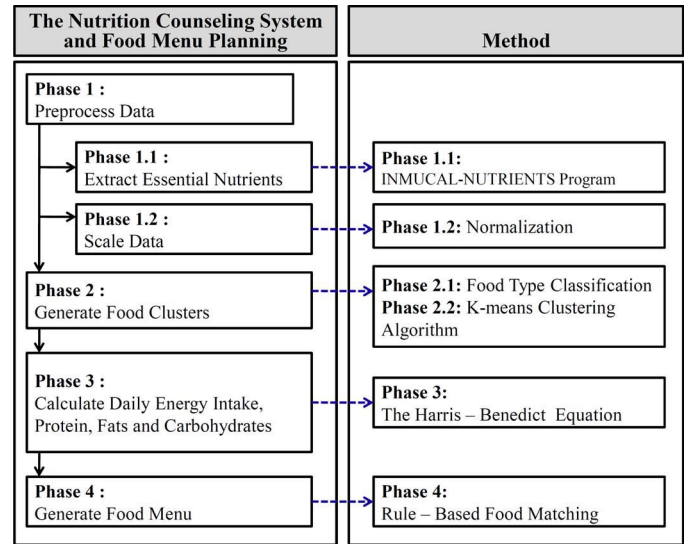 The Nutrition Counseling System
and Food Menu Planning
Method
Phase 1 :
Preprocess Data
Phase 1.1 :
Extract Essential Nutrients
Phase 1.1:
INMUCAL-NUTRIENTS Program
Phase 1.2 :
Scale Data
Phase 1.2: Normalization
Phase 2 :
Generate Food Clusters
Phase 2.1: Food Type Classification
Phase 2.2: K-means Clustering
Algorithm
Phase 3 :
Calculate Daily Energy Intake,
Protein, Fats and Carbohydrates
Phase 3:
The Harris – Benedict Equation
Phase 4 :
Generate Food Menu
Phase 4:
Rule – Based Food Matching